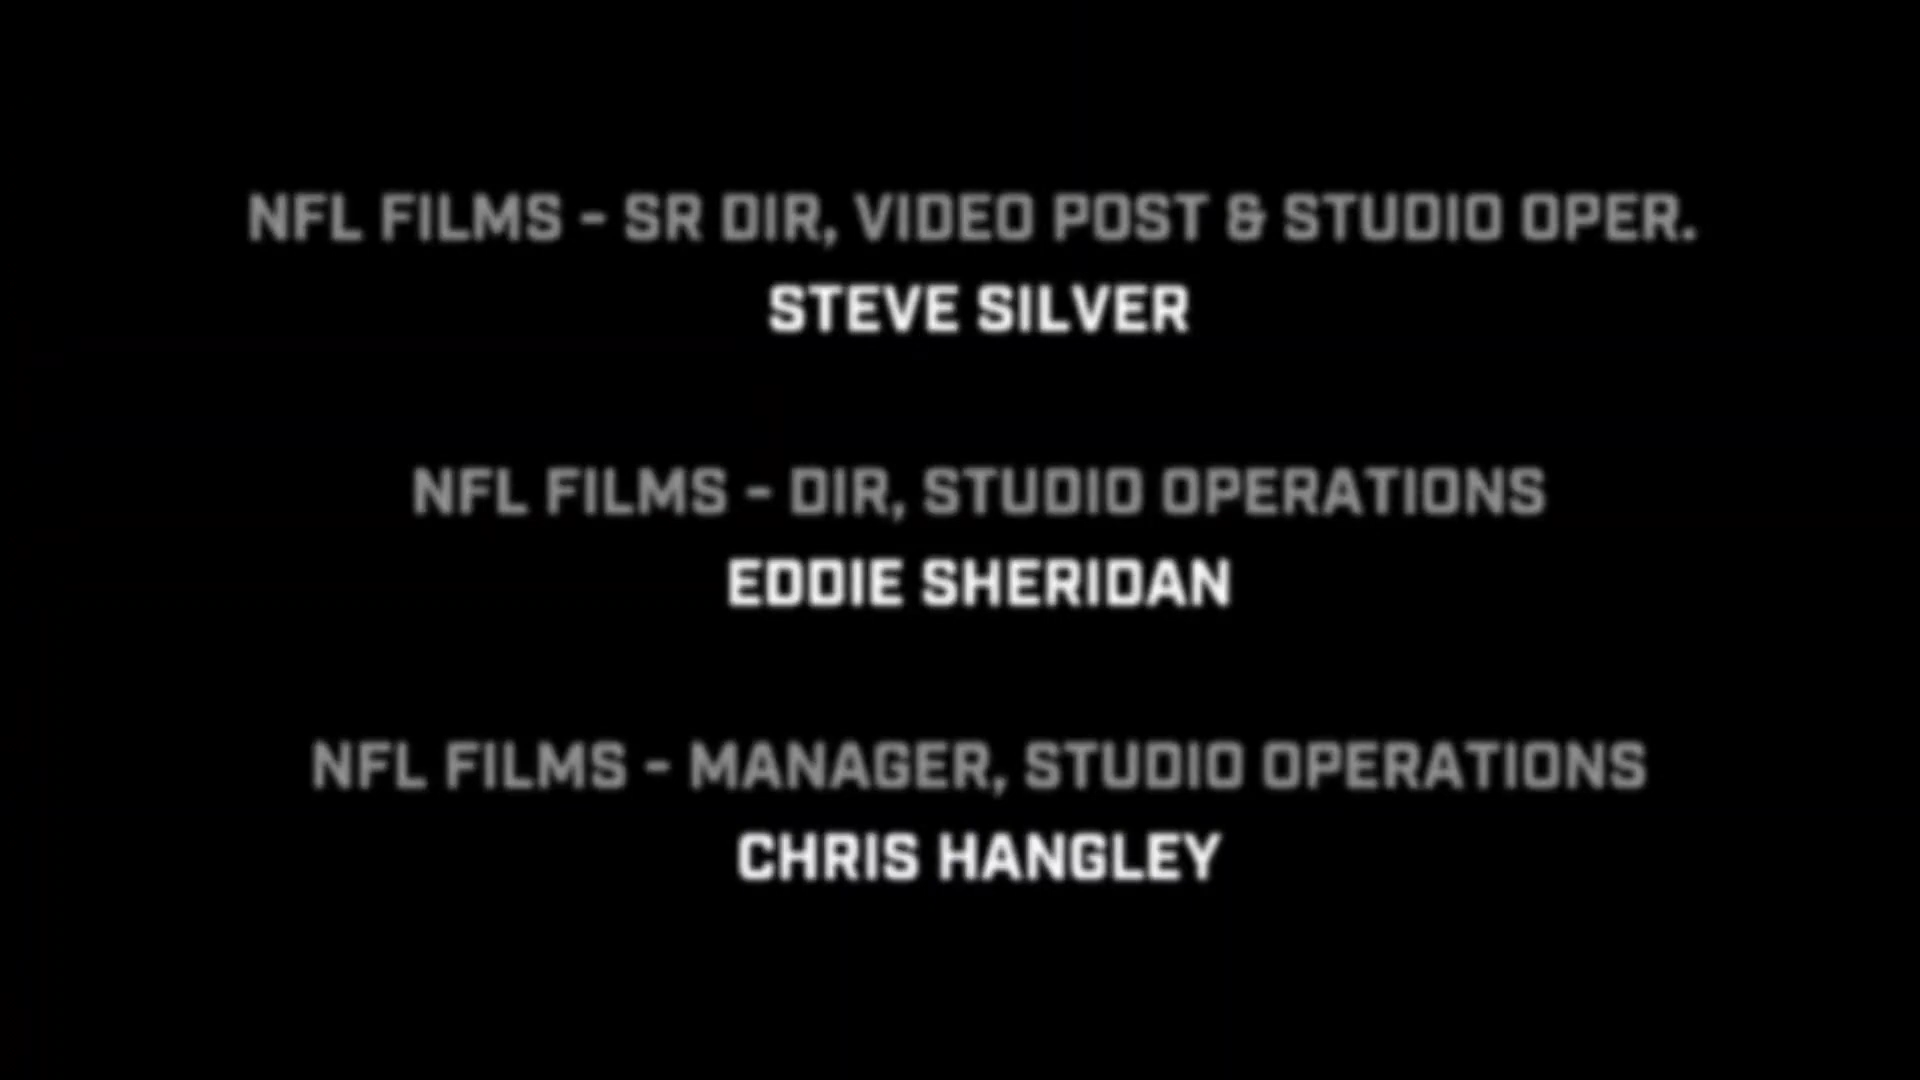 NFL FILMS - SR DIR, VIDEO POST & STUDIO OPER.
STEVE SILVER
NFL FILMS - DIR, STUDIO OPERATIONS
EDDIE SHERIDAN
NFL FILMS - MANAGER, STUDIO OPERATIONS
CHRIS HANGLEY